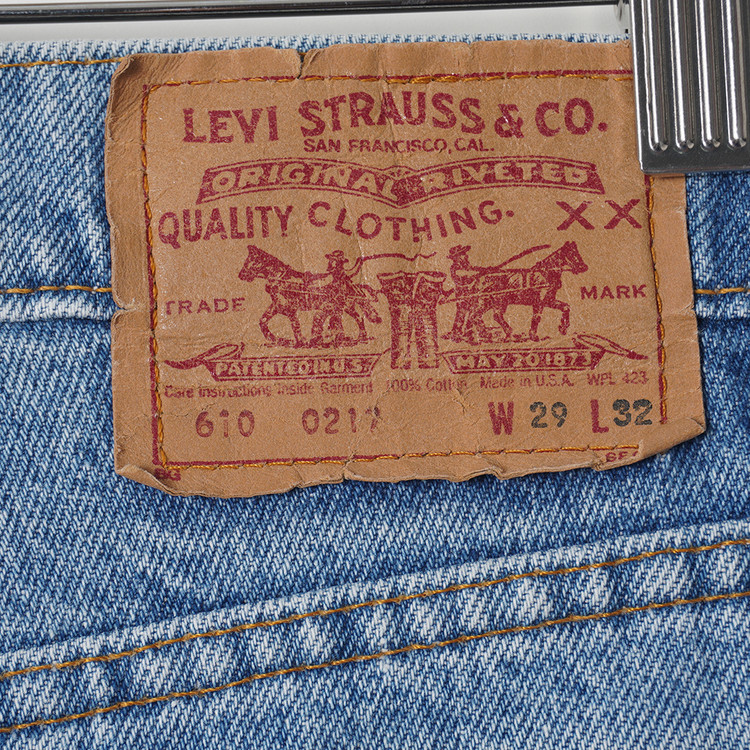 LEVI STRAUSS & CO.
SAN FRANCISCO, CAL.
ORIGINAL RIVETED
QUALITY CLOTHING. XX
TRADE MARK
PATENTED IN U.S. MAY 20 1873
Care Instructions Inside Garment 100% Cotton Made in U.S.A. WPL 423
610 0217 W 29 L 32